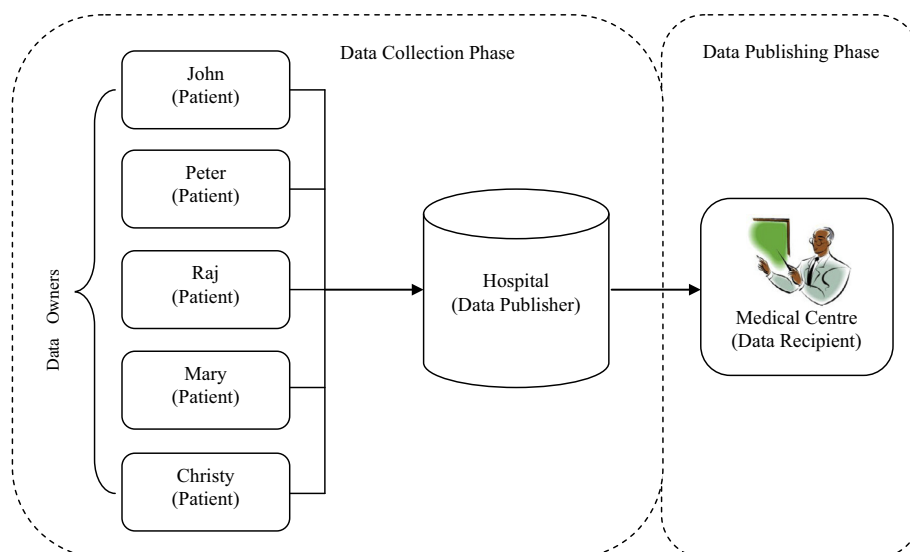 Data Collection Phase
Data Publishing Phase
Data Owners
John
(Patient)
Peter
(Patient)
Raj
(Patient)
Mary
(Patient)
Christy
(Patient)
Hospital
(Data Publisher)
Medical Centre
(Data Recipient)